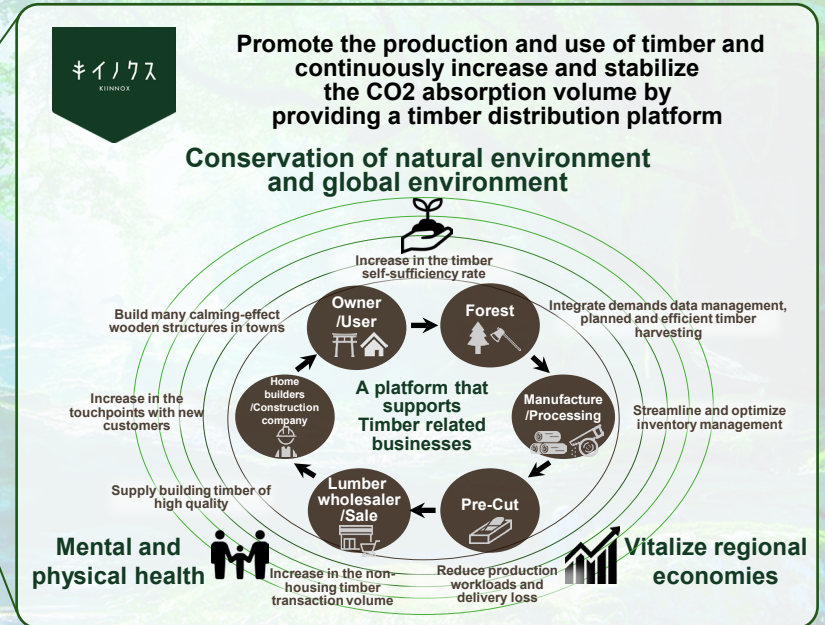 キイノクス
KIINNOX
Promote the production and use of timber and
continuously increase and stabilize
the CO2 absorption volume by
providing a timber distribution platform
Conservation of natural environment
and global environment
Increase in the timber
self-sufficiency rate
Build many calming-effect
wooden structures in towns
Owner
/User
Forest
Integrate demands data management,
planned and efficient timber
harvesting
Increase in the
touchpoints with new
customers
Home
builders
/Construction
company
A platform that
supports
Timber related
businesses
Manufacture
/Processing
Streamline and optimize
inventory management
Supply building timber of
high quality
Lumber
wholesaler
/Sale
Pre-Cut
Mental and
physical health
Increase in the non-
housing timber
transaction volume
Reduce production
workloads and
delivery loss
Vitalize regional
economies